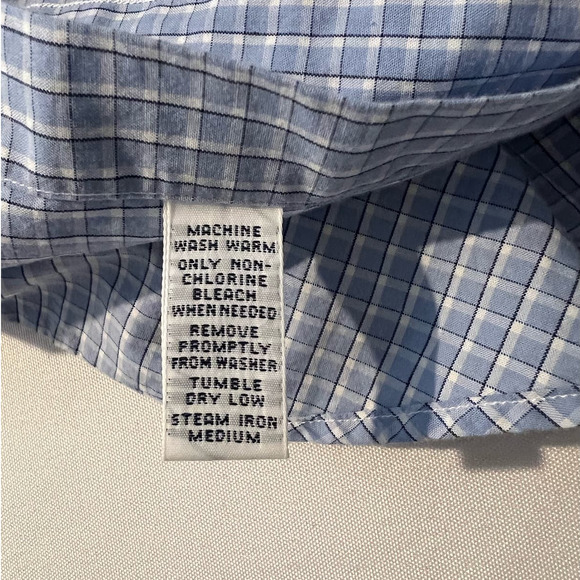 MACHINE
WASH WARM
ONLY NON-
CHLORINE
BLEACH
WHEN NEEDED
REMOVE
PROMPTLY
FROM WASHER
TUMBLE
DRY LOW
STEAM IRON
MEDIUM